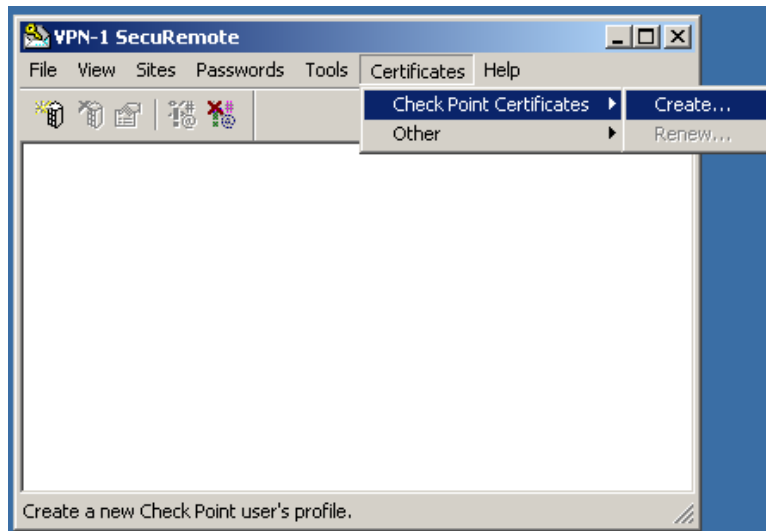 VPN-1 SecuRemote
File View Sites Passwords Tools Certificates Help
Check Point Certificates Create...
Other Renew...
Create a new Check Point user's profile.